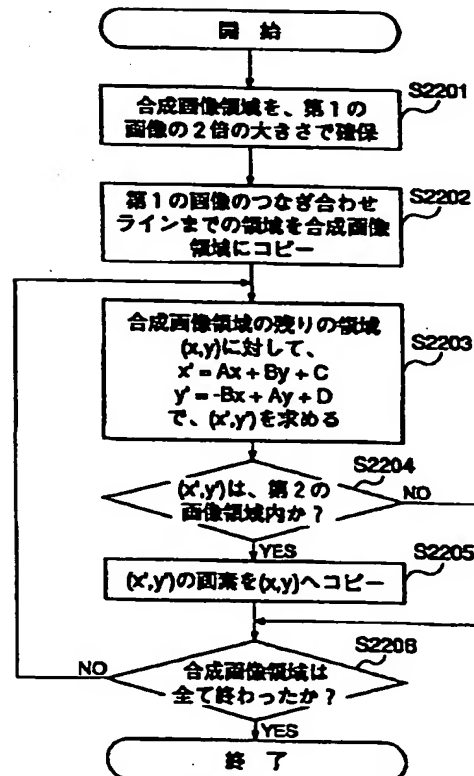 開 始
S2201
合成画像領域を、第1の
画像の2倍の大きさで確保
S2202
第1の画像のつなぎ合わせ
ラインまでの領域を合成画像
領域にコピー
S2203
合成画像領域の残りの領域
(x,y)に対して、
x' = Ax + By + C
y' = -Bx + Ay + D
で、(x',y')を求める
S2204
(x',y')は、第2の
画像領域内か?
NO
YES
S2205
(x',y')の画素を(x,y)へコピー
S2206
NO
合成画像領域は
全て終わったか?
YES
終 了